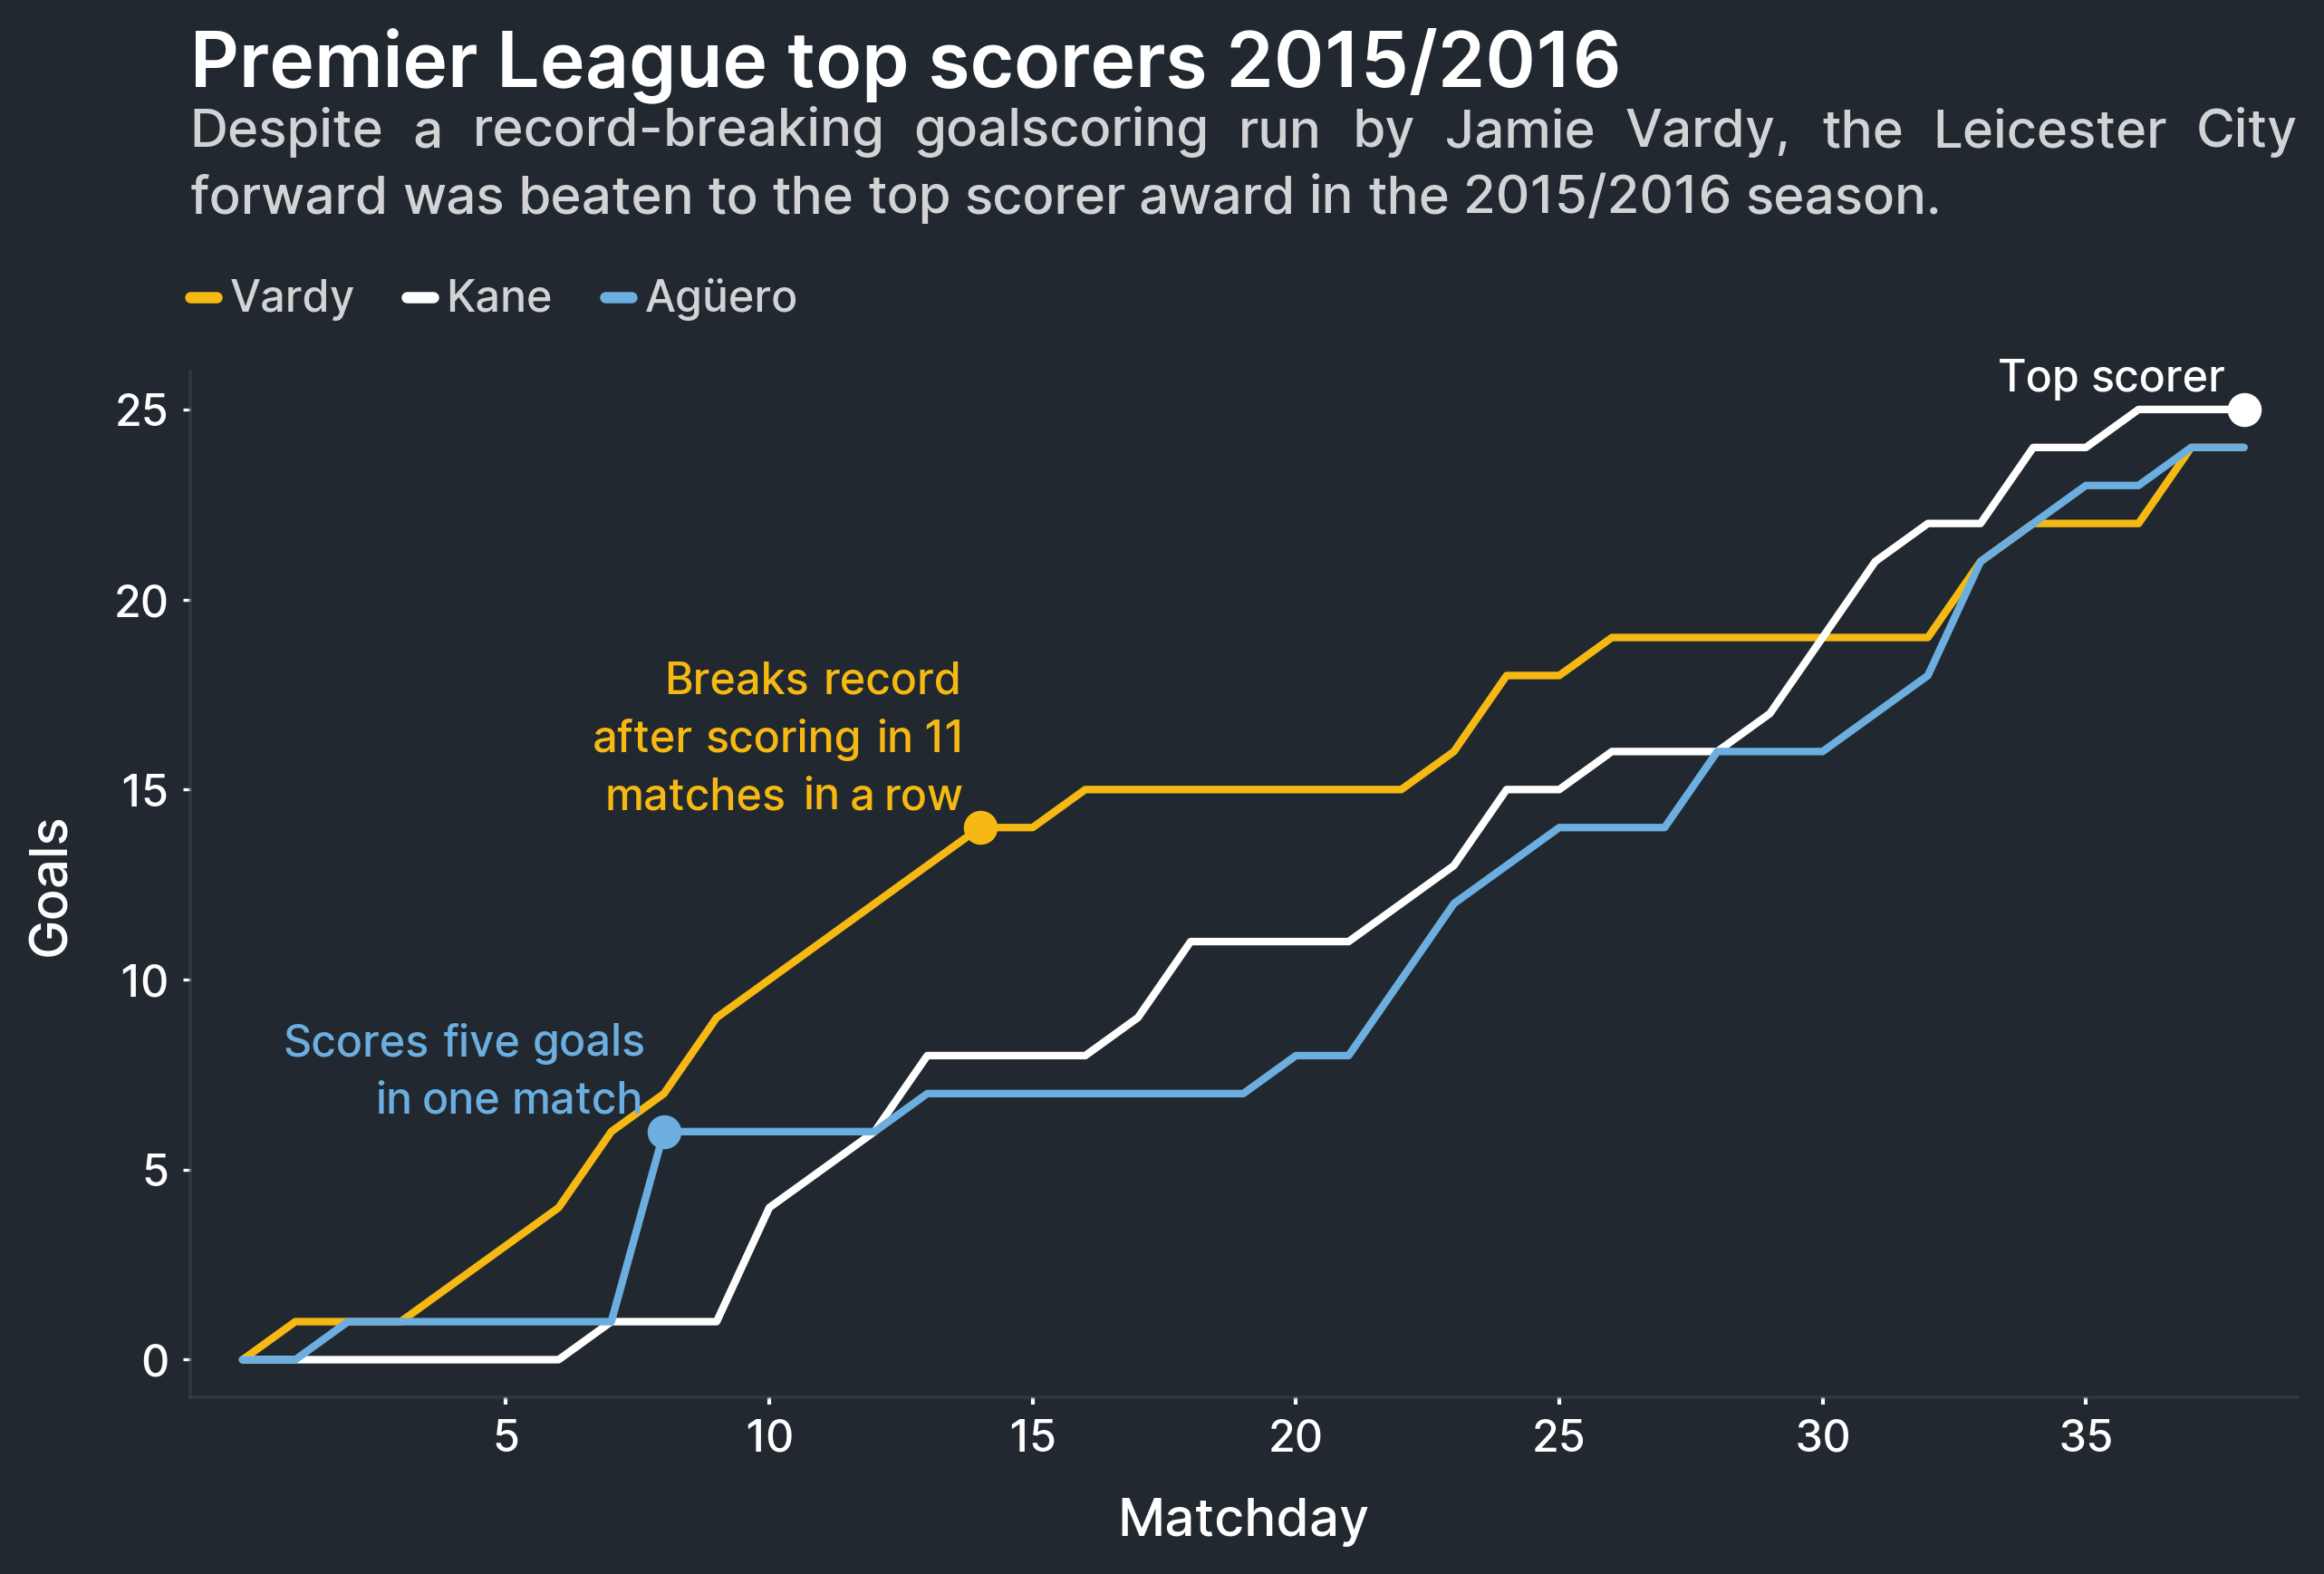 Premier League top scorers 2015/2016
Despite a record-breaking goalscoring run by Jamie Vardy, the Leicester City
forward was beaten to the top scorer award in the 2015/2016 season.
Vardy Kane Agüero
Top scorer
25
20
Breaks record
after scoring in 11
matches in a row
15
10
Scores five goals
in one match
5
0
Goals
5 10 15 20 25 30 35
Matchday